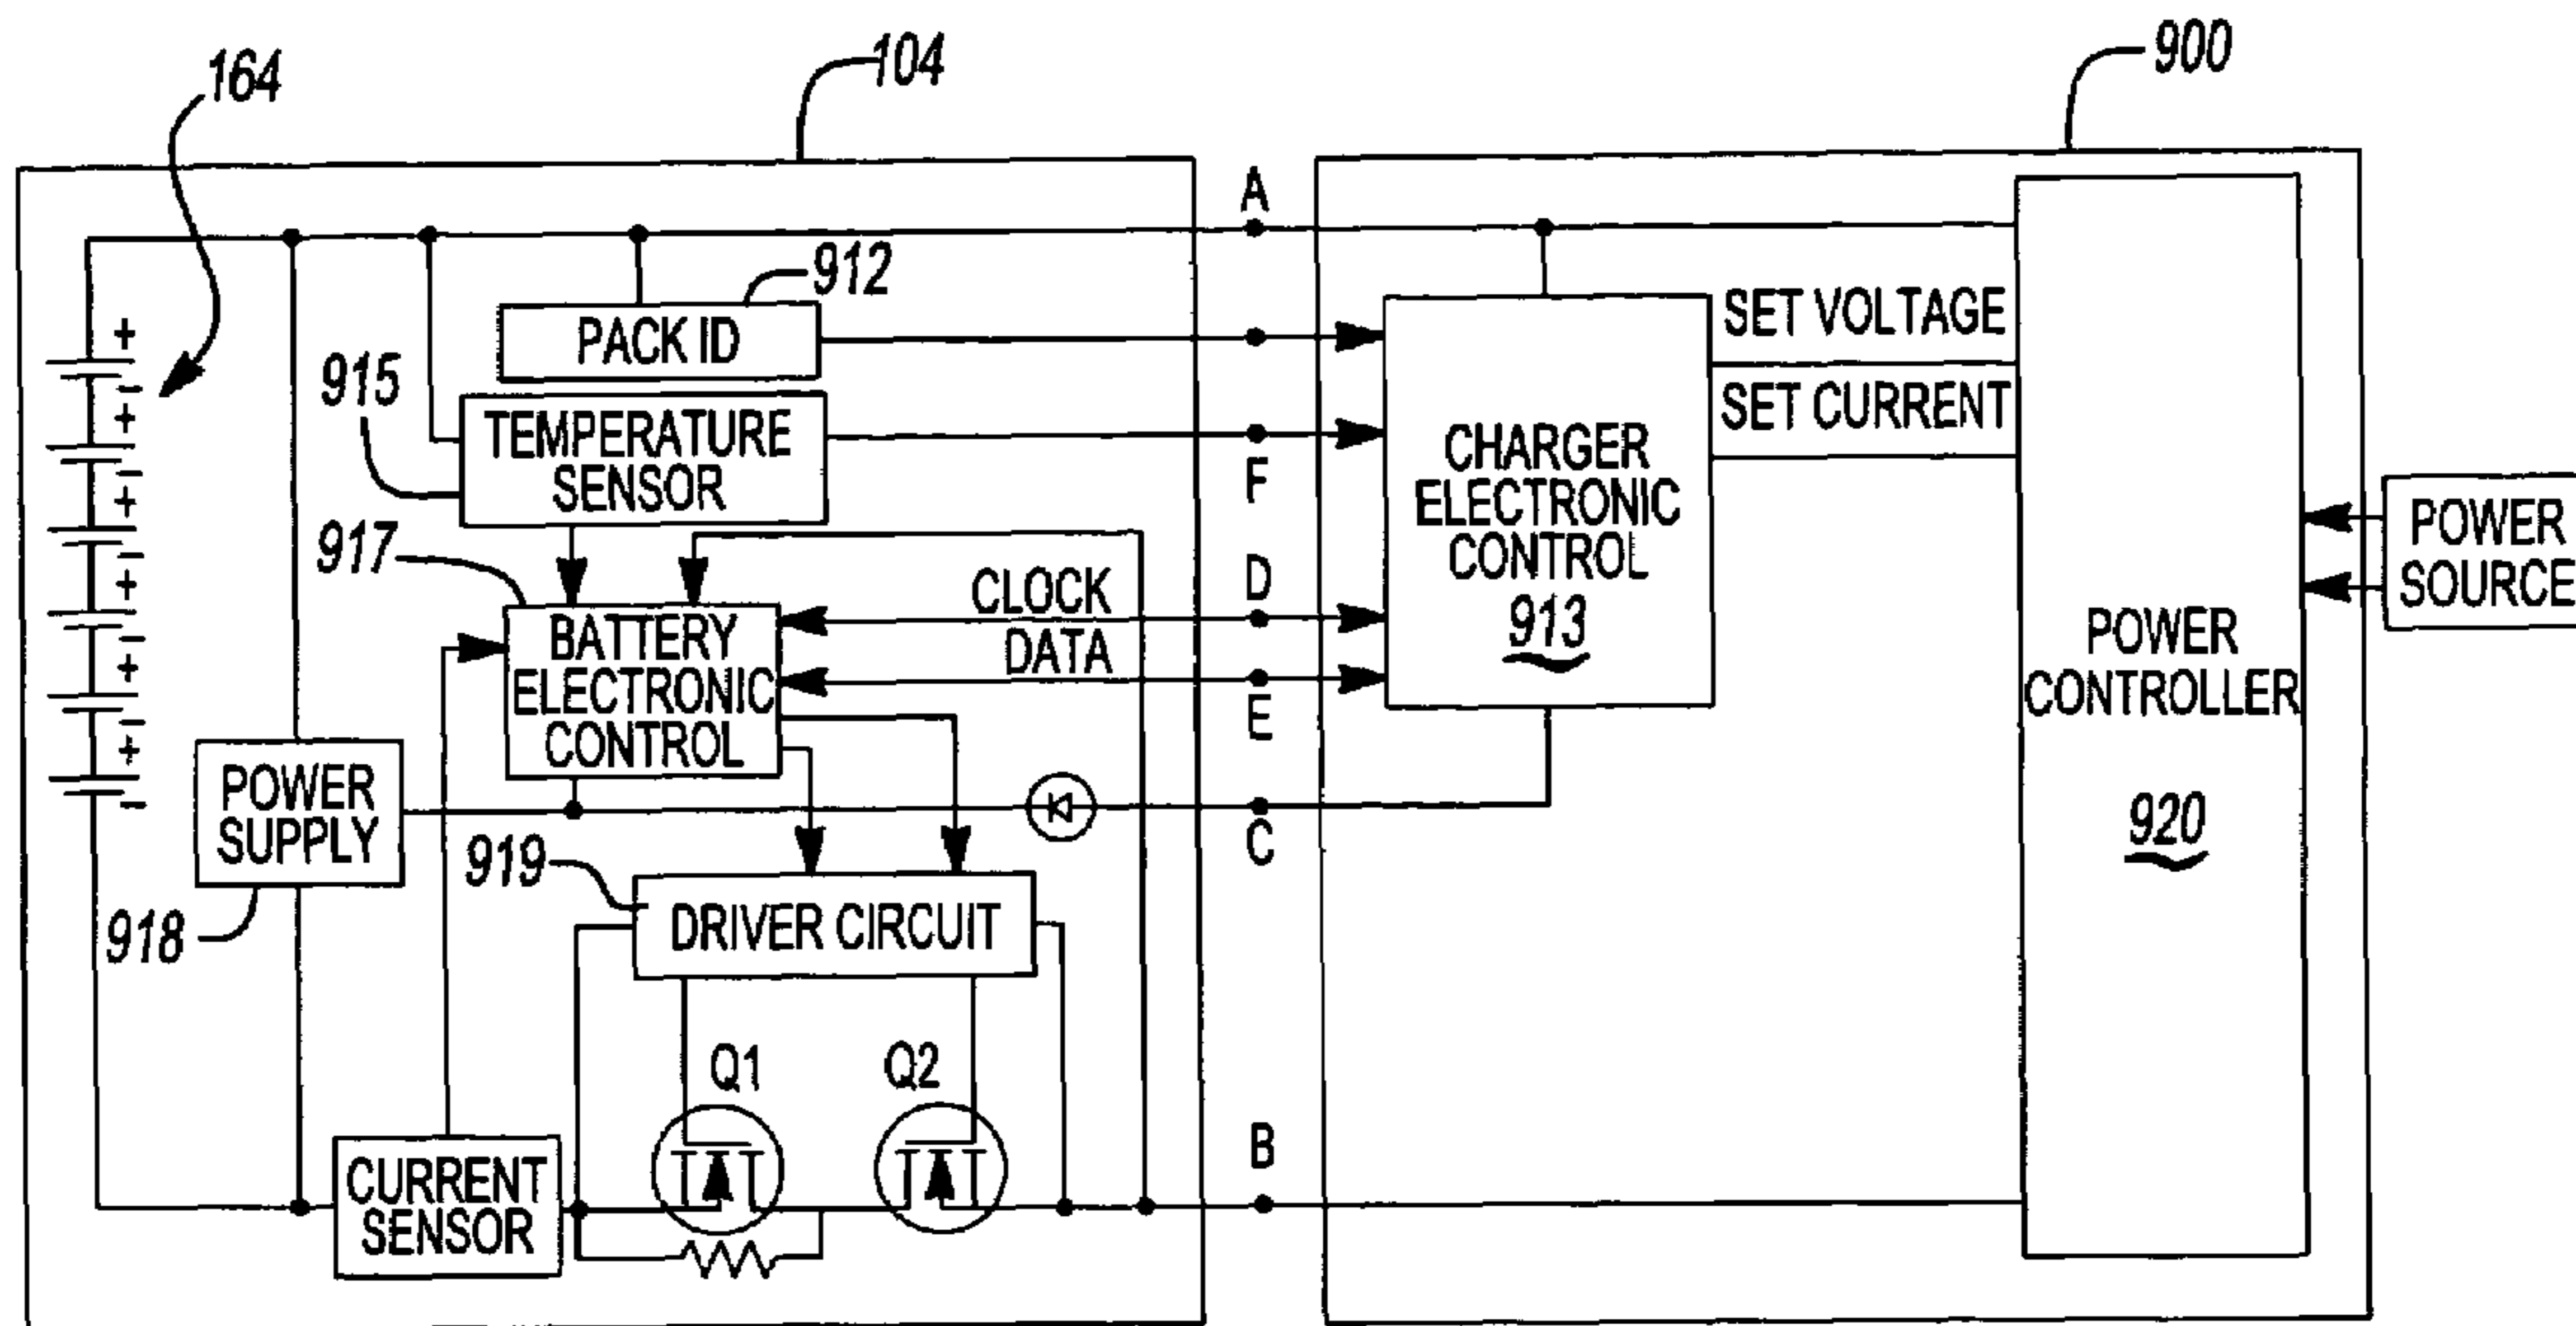 164
104
900
A
912
PACK ID
SET VOLTAGE
915
TEMPERATURE
SENSOR
F
SET CURRENT
CHARGER
ELECTRONIC
CONTROL
913
POWER
SOURCE
917
BATTERY
ELECTRONIC
CONTROL
CLOCK
D
DATA
E
POWER
CONTROLLER
920
POWER
SUPPLY
918
C
919
DRIVER CIRCUIT
Q1
Q2
B
CURRENT
SENSOR
+
-
+
-
+
-
+
-
+
-
+
-